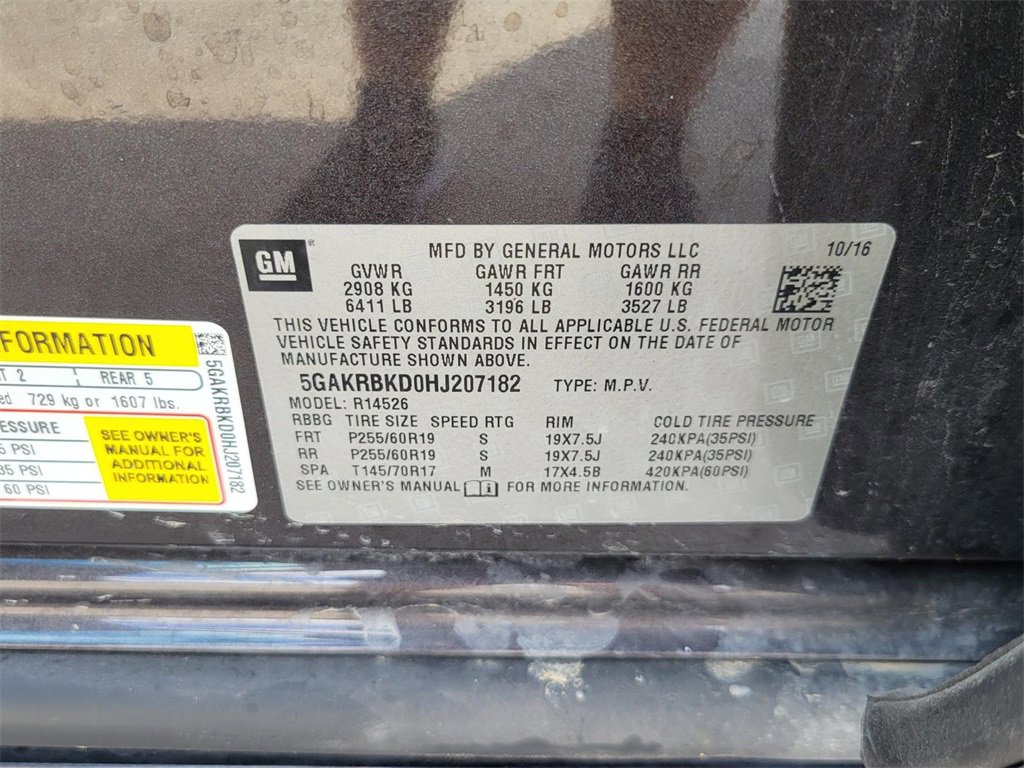 GM ® MFD BY GENERAL MOTORS LLC 10/16
GVWR GAWR FRT GAWR RR
2908 KG 1450 KG 1600 KG
6411 LB 3196 LB 3527 LB
THIS VEHICLE CONFORMS TO ALL APPLICABLE U.S. FEDERAL MOTOR
VEHICLE SAFETY STANDARDS IN EFFECT ON THE DATE OF
MANUFACTURE SHOWN ABOVE.
5GAKRBKD0HJ207182 TYPE: M.P.V.
MODEL: R14526
RBBG TIRE SIZE SPEED RTG RIM COLD TIRE PRESSURE
FRT P255/60R19 S 19X7.5J 240KPA(35PSI)
RR P255/60R19 S 19X7.5J 240KPA(35PSI)
SPA T145/70R17 M 17X4.5B 420KPA(60PSI)
SEE OWNER'S MANUAL FOR MORE INFORMATION.
FORMATION
2 REAR 5
729 kg or 1607 lbs.
ESSURE
5 PSI
35 PSI
60 PSI
SEE OWNER'S
MANUAL FOR
ADDITIONAL
INFORMATION
5GAKRBKD0HJ207182